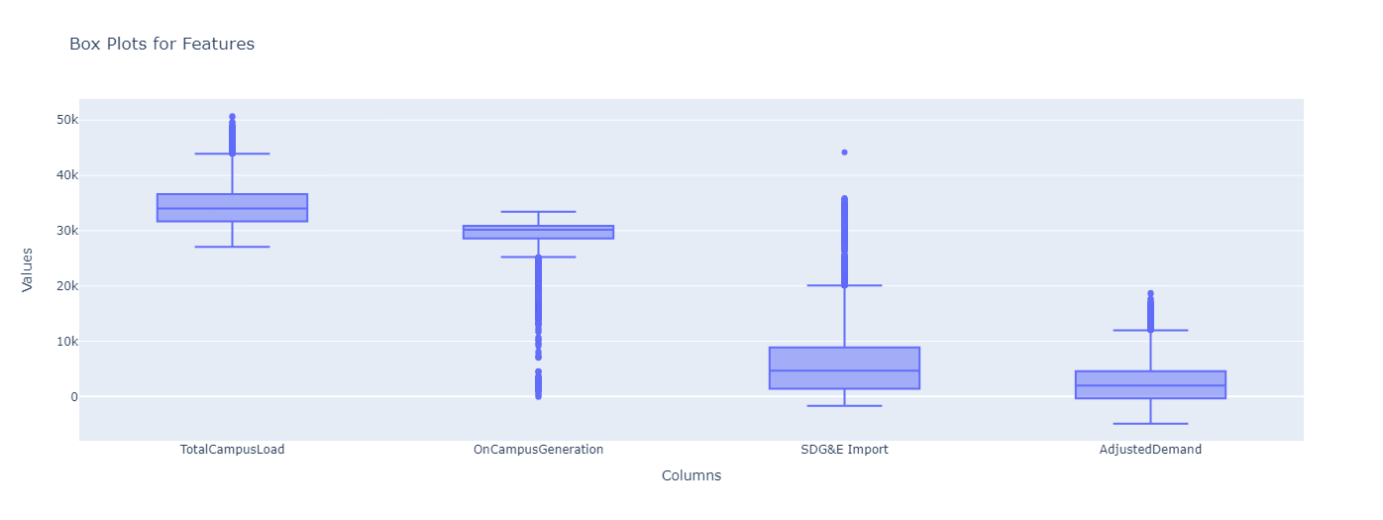 Box Plots for Features
50k
40k
30k
20k
10k
0
Values
TotalCampusLoad
OnCampusGeneration
SDG&E Import
AdjustedDemand
Columns